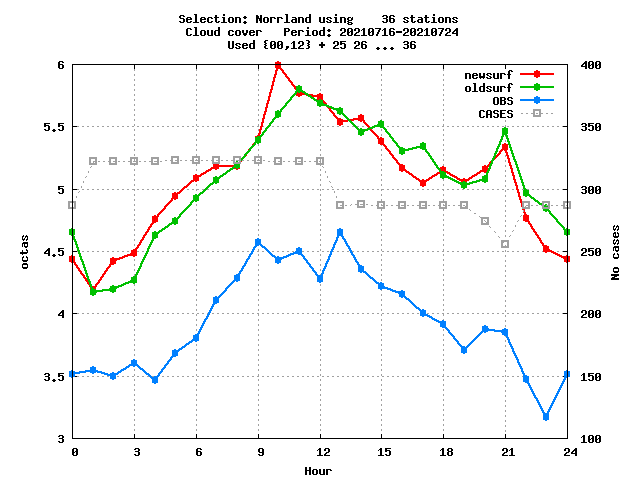 Selection: Norrland using    36 stations
Cloud cover   Period: 20210716-20210724
Used {00,12} + 25 26 ... 36
newsurf
oldsurf
OBS
CASES
6
5.5
5
4.5
4
3.5
3
400
350
300
250
200
150
100
octas
No cases
0 3 6 9 12 15 18 21 24
Hour